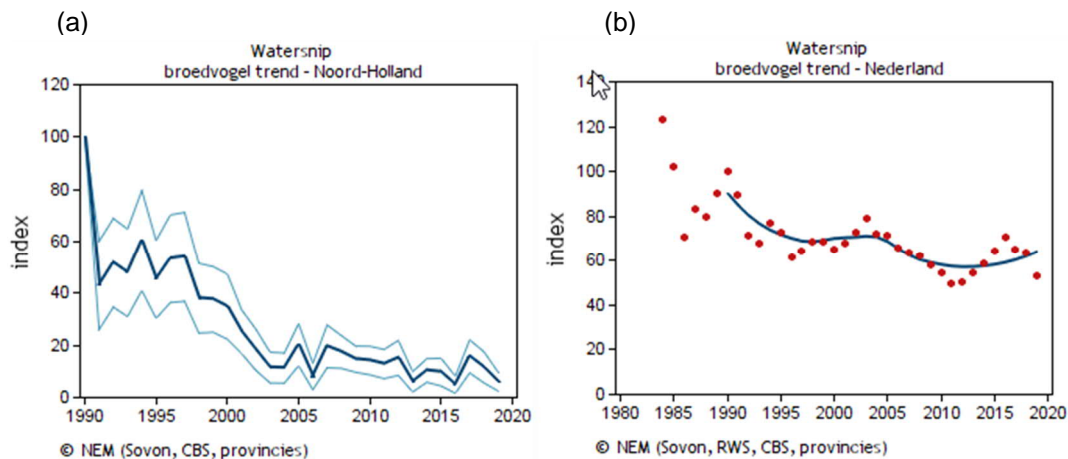 (a)
Watersnip
broedvogel trend - Noord-Holland
120
100
80
60
40
20
0
index
1990 1995 2000 2005 2010 2015 2020
© NEM (Sovon, CBS, provincies)
(b)
Watersnip
broedvogel trend - Nederland
140
120
100
80
60
40
20
0
index
1980 1985 1990 1995 2000 2005 2010 2015 2020
© NEM (Sovon, RWS, CBS, provincies)